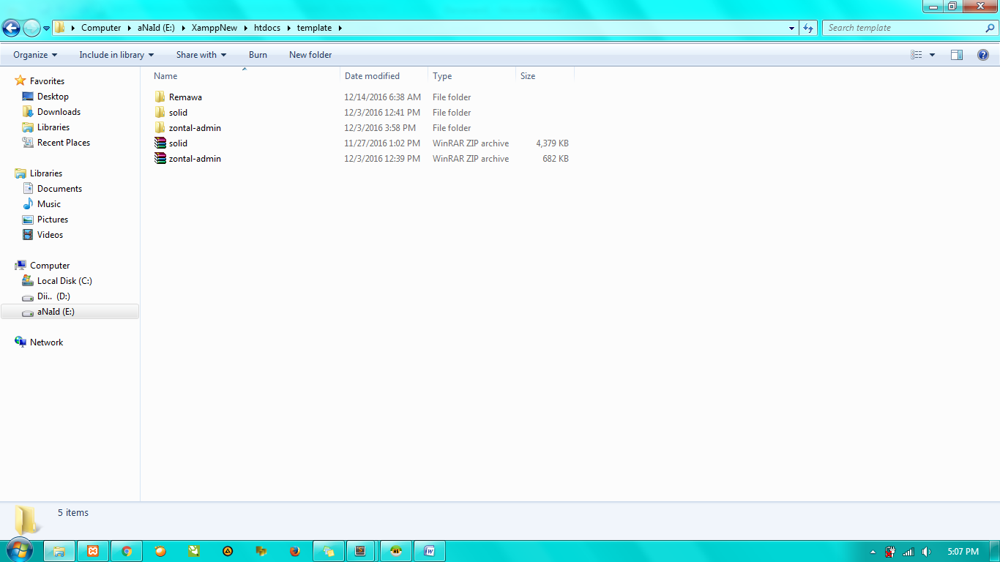 Computer aNaId (E:) XamppNew htdocs template Search template
Organize Include in library Share with Burn New folder
Favorites
Desktop
Downloads
Libraries
Recent Places
Libraries
Documents
Music
Pictures
Videos
Computer
Local Disk (C:)
Dii.. (D:)
aNaId (E:)
Network
Name Date modified Type Size
Remawa 12/14/2016 6:38 AM File folder
solid 12/3/2016 12:41 PM File folder
zontal-admin 12/3/2016 3:58 PM File folder
solid 11/27/2016 1:02 PM WinRAR ZIP archive 4,379 KB
zontal-admin 12/3/2016 12:39 PM WinRAR ZIP archive 682 KB
5 items
HS W
5:07 PM